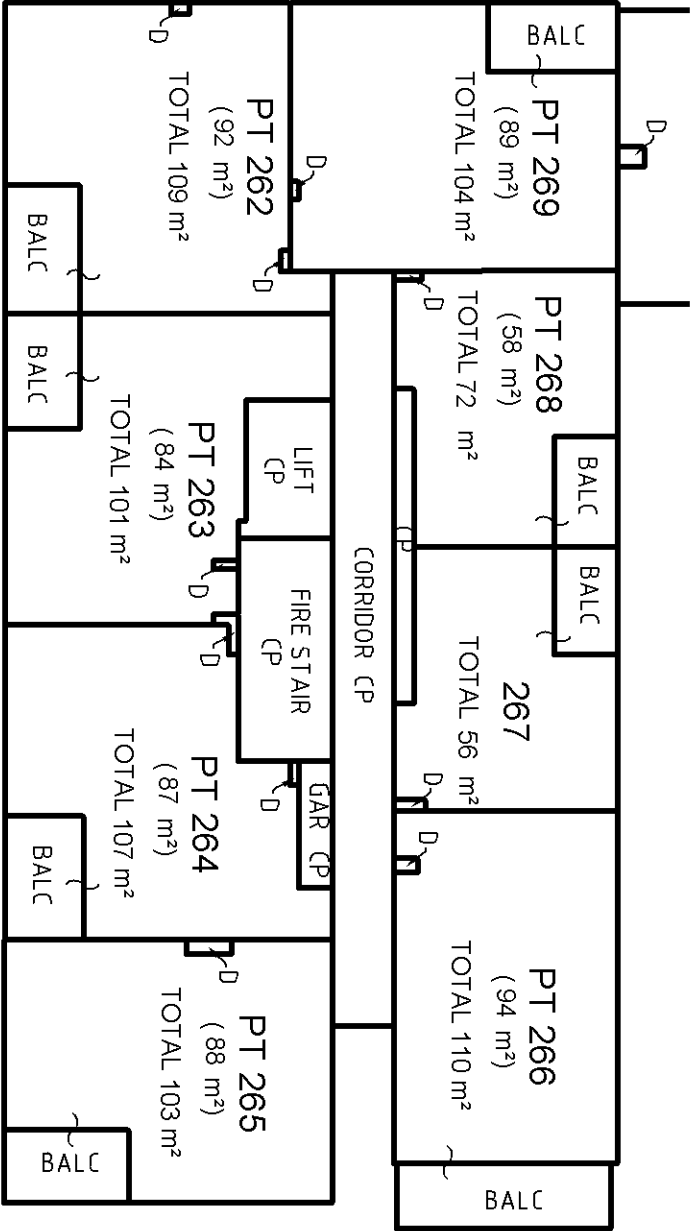 BALC
D
PT 262
(92 m²)
TOTAL 109 m²
D
D
BALC
PT 269
(89 m²)
TOTAL 104 m²
BALC
D
PT 268
(58 m²)
TOTAL 72 m²
D
BALC
PT 263
(84 m²)
TOTAL 101 m²
D
LIFT
CP
CP
CORRIDOR CP
FIRE STAIR
CP
BALC
267
TOTAL 56 m²
D
D
PT 264
(87 m²)
TOTAL 107 m²
BALC
D
GAR CP
D
PT 266
(94 m²)
TOTAL 110 m²
BALC
D
PT 265
(88 m²)
TOTAL 103 m²
BALC